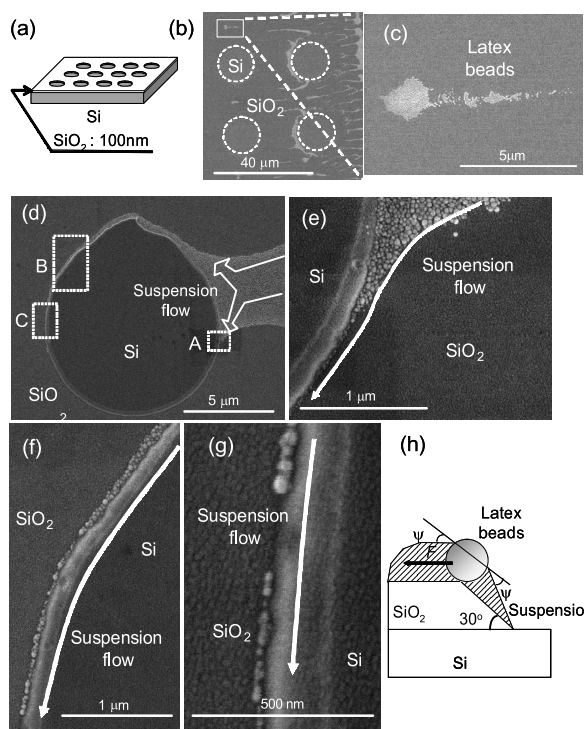 (a)
Si
SiO2 : 100nm
(b)
Si
SiO2
40 μm
(c)
Latex
beads
5μm
(d)
B
C
Suspension
flow
Si
A
SiO
2
5 μm
(e)
Si
Suspension
flow
SiO2
1 μm
(f)
SiO2
Si
Suspension
flow
1 μm
(g)
Suspension
flow
SiO2
Si
500 nm
(h)
Latex
beads
ψ
F
ψ
SiO2
30°
Suspensio
Si